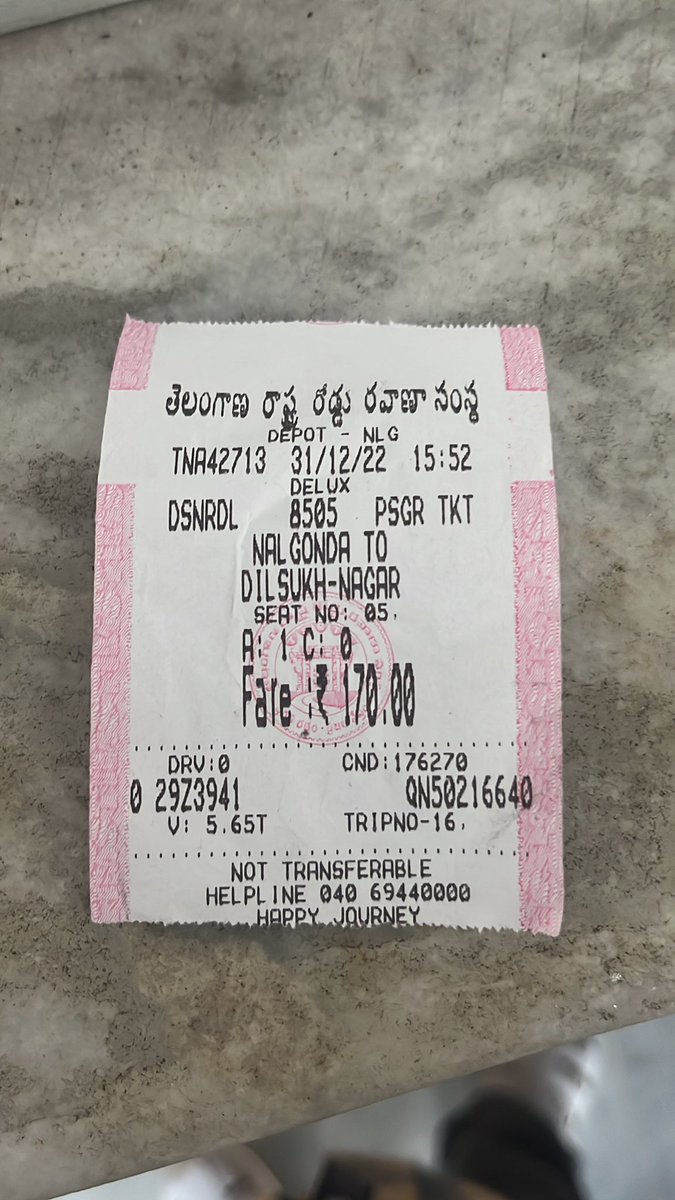 తెలంగాణ రాష్ట్ర రోడ్డు రవాణా సంస్థ
DEPOT - NLG
TNA42713 31/12/22 15:52
DELUX
DSNRDL 8505 PSGR TKT
NALGONDA TO
DILSUKH-NAGAR
SEAT NO: 05,
A: 1 C: 0
Fare :₹ 170.00
DRV:0 CND:176270
0 29Z3941 QN50216640
V: 5.65T TRIPNO-16,
NOT TRANSFERABLE
HELPLINE 040 69440000
HAPPY JOURNEY